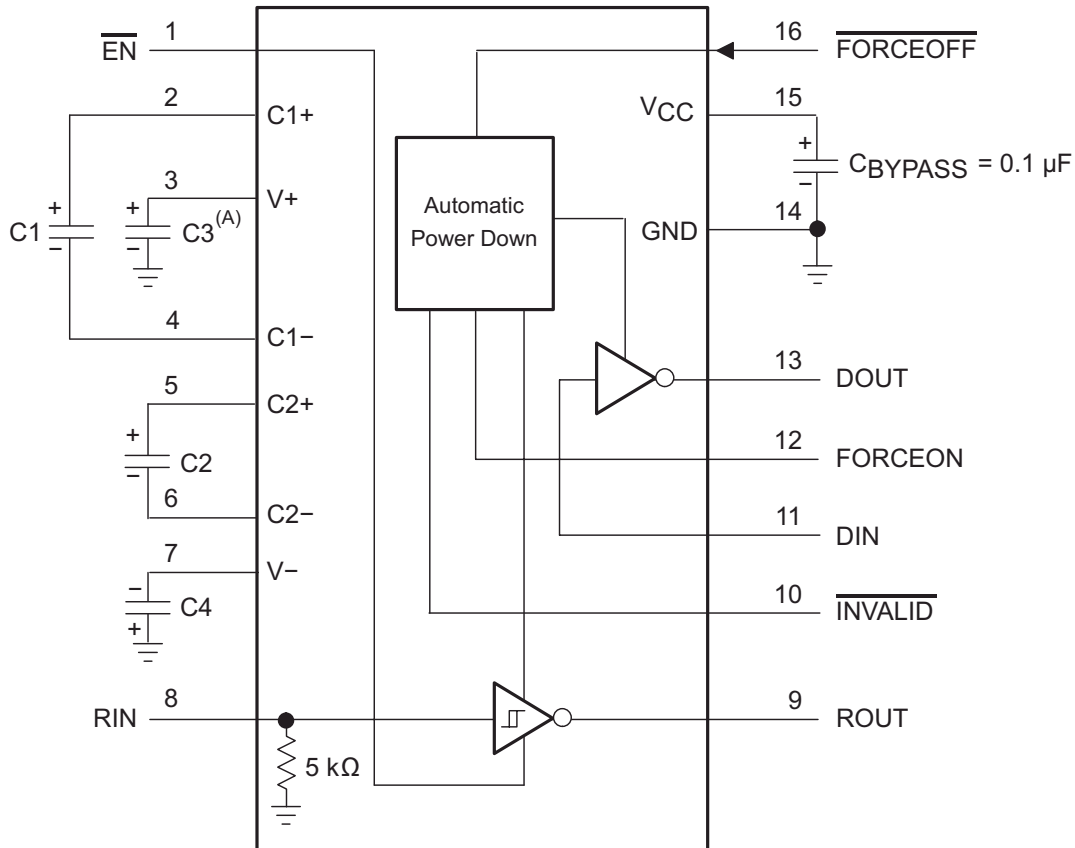 1
EN
16
FORCEOFF
2
C1+
15
VCC
+
−
CBYPASS = 0.1 µF
3
V+
+
−
C3(A)
+
−
C1
Automatic
Power Down
14
GND
4
C1−
13
DOUT
5
C2+
+
−
C2
12
FORCEON
6
C2−
11
DIN
7
V−
−
+
C4
10
INVALID
8
RIN
9
ROUT
5 kΩ